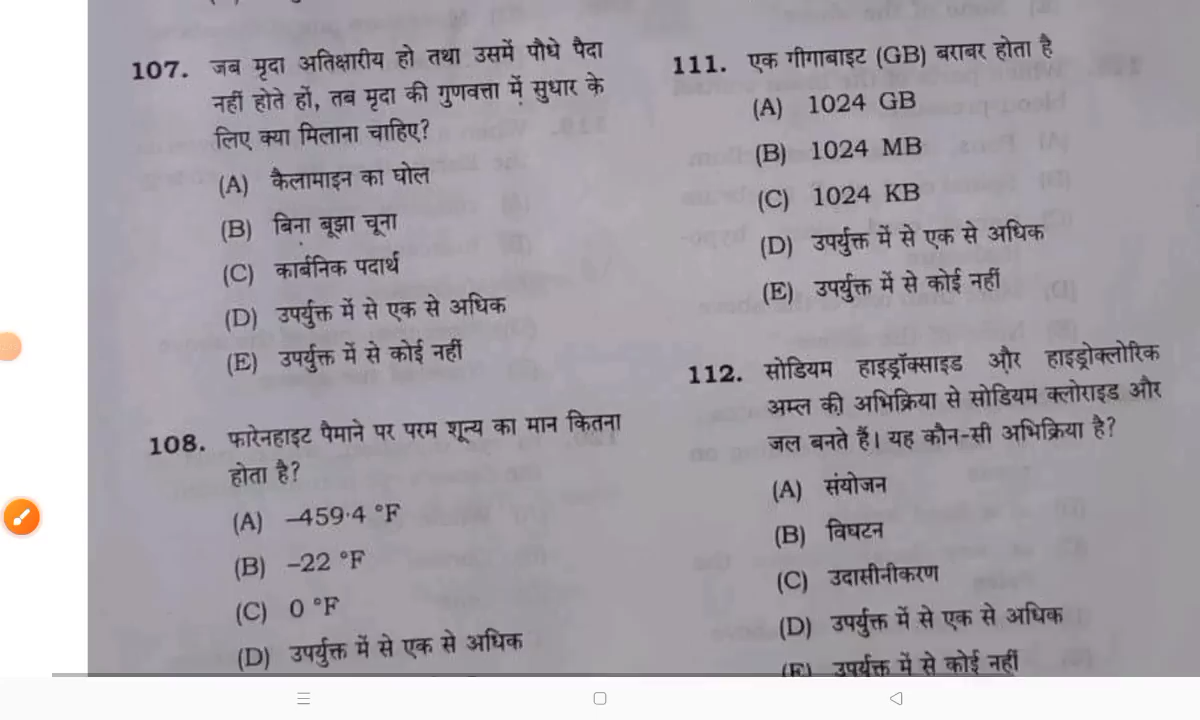 107. जब मृदा अतिक्षारीय हो तथा उसमें पौधे पैदा
नहीं होते हों, तब मृदा की गुणवत्ता में सुधार के
लिए क्या मिलाना चाहिए?
(A) कैलामाइन का घोल
(B) बिना बूझा चूना
(C) कार्बनिक पदार्थ
(D) उपर्युक्त में से एक से अधिक
(E) उपर्युक्त में से कोई नहीं
108. फारेनहाइट पैमाने पर परम शून्य का मान कितना
होता है?
(A) –459·4 °F
(B) –22 °F
(C) 0 °F
(D) उपर्युक्त में से एक से अधिक
111. एक गीगाबाइट (GB) बराबर होता है
(A) 1024 GB
(B) 1024 MB
(C) 1024 KB
(D) उपर्युक्त में से एक से अधिक
(E) उपर्युक्त में से कोई नहीं
112. सोडियम हाइड्रॉक्साइड और हाइड्रोक्लोरिक
अम्ल की अभिक्रिया से सोडियम क्लोराइड और
जल बनते हैं। यह कौन-सी अभिक्रिया है?
(A) संयोजन
(B) विघटन
(C) उदासीनीकरण
(D) उपर्युक्त में से एक से अधिक
(E) उपर्युक्त में से कोई नहीं